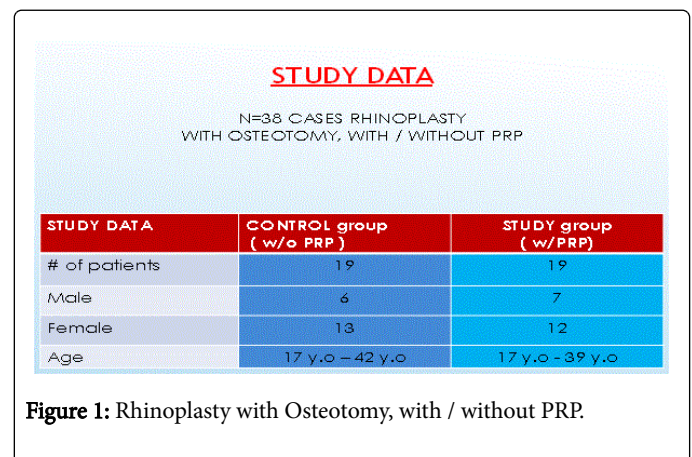 STUDY DATA
N=38 CASES RHINOPLASTY
WITH OSTEOTOMY, WITH / WITHOUT PRP
STUDY DATA CONTROL group STUDY group
( w/o PRP ) ( w/PRP)
# of patients 19 19
Male 6 7
Female 13 12
Age 17 y.o – 42 y.o 17 y.o - 39 y.o
Figure 1: Rhinoplasty with Osteotomy, with / without PRP.